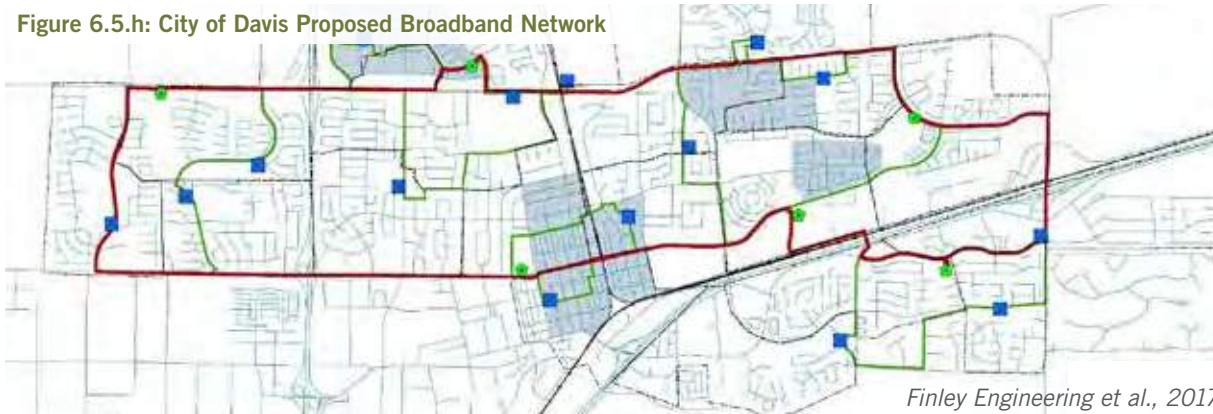 Figure 6.5.h: City of Davis Proposed Broadband Network
Finley Engineering et al., 2017